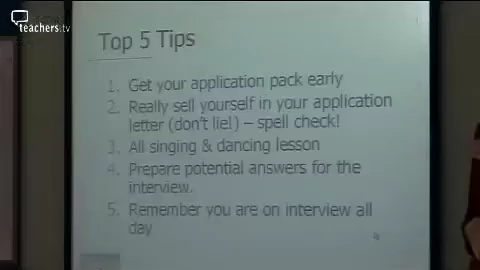 teachers.tv
Top 5 Tips
1. Get your application pack early
2. Really sell yourself in your application
letter (don't lie!) – spell check!
3. All singing & dancing lesson
4. Prepare potential answers for the
interview.
5. Remember you are on interview all
day